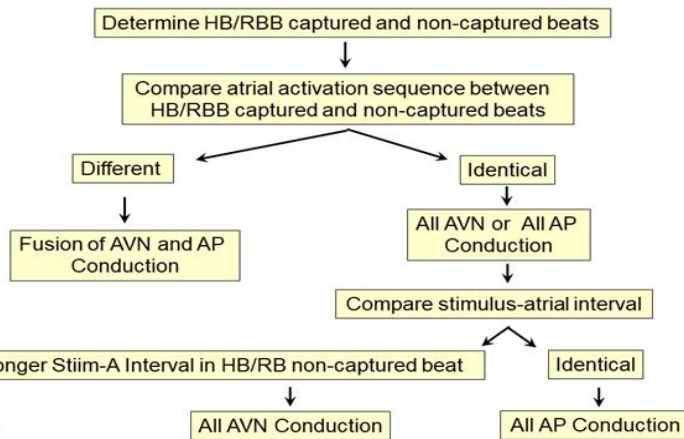 Determine HB/RBB captured and non-captured beats
Compare atrial activation sequence between
HB/RBB captured and non-captured beats
Different
Identical
Fusion of AVN and AP
Conduction
All AVN or All AP
Conduction
Compare stimulus-atrial interval
onger Stiim-A Interval in HB/RB non-captured beat
Identical
All AVN Conduction
All AP Conduction